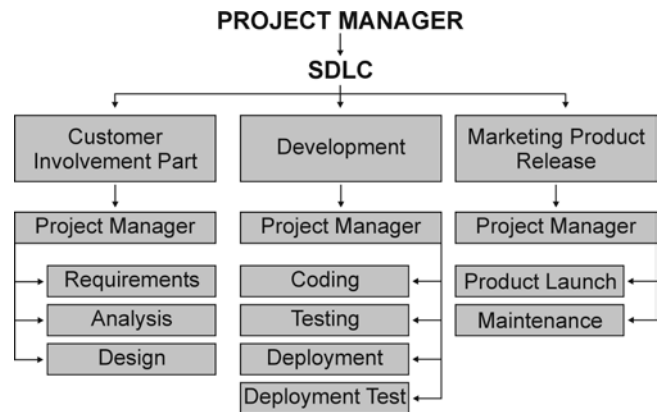 PROJECT MANAGER
SDLC
Customer
Involvement Part
Development
Marketing Product
Release
Project Manager
Project Manager
Project Manager
Requirements
Coding
Product Launch
Analysis
Testing
Maintenance
Design
Deployment
Deployment Test